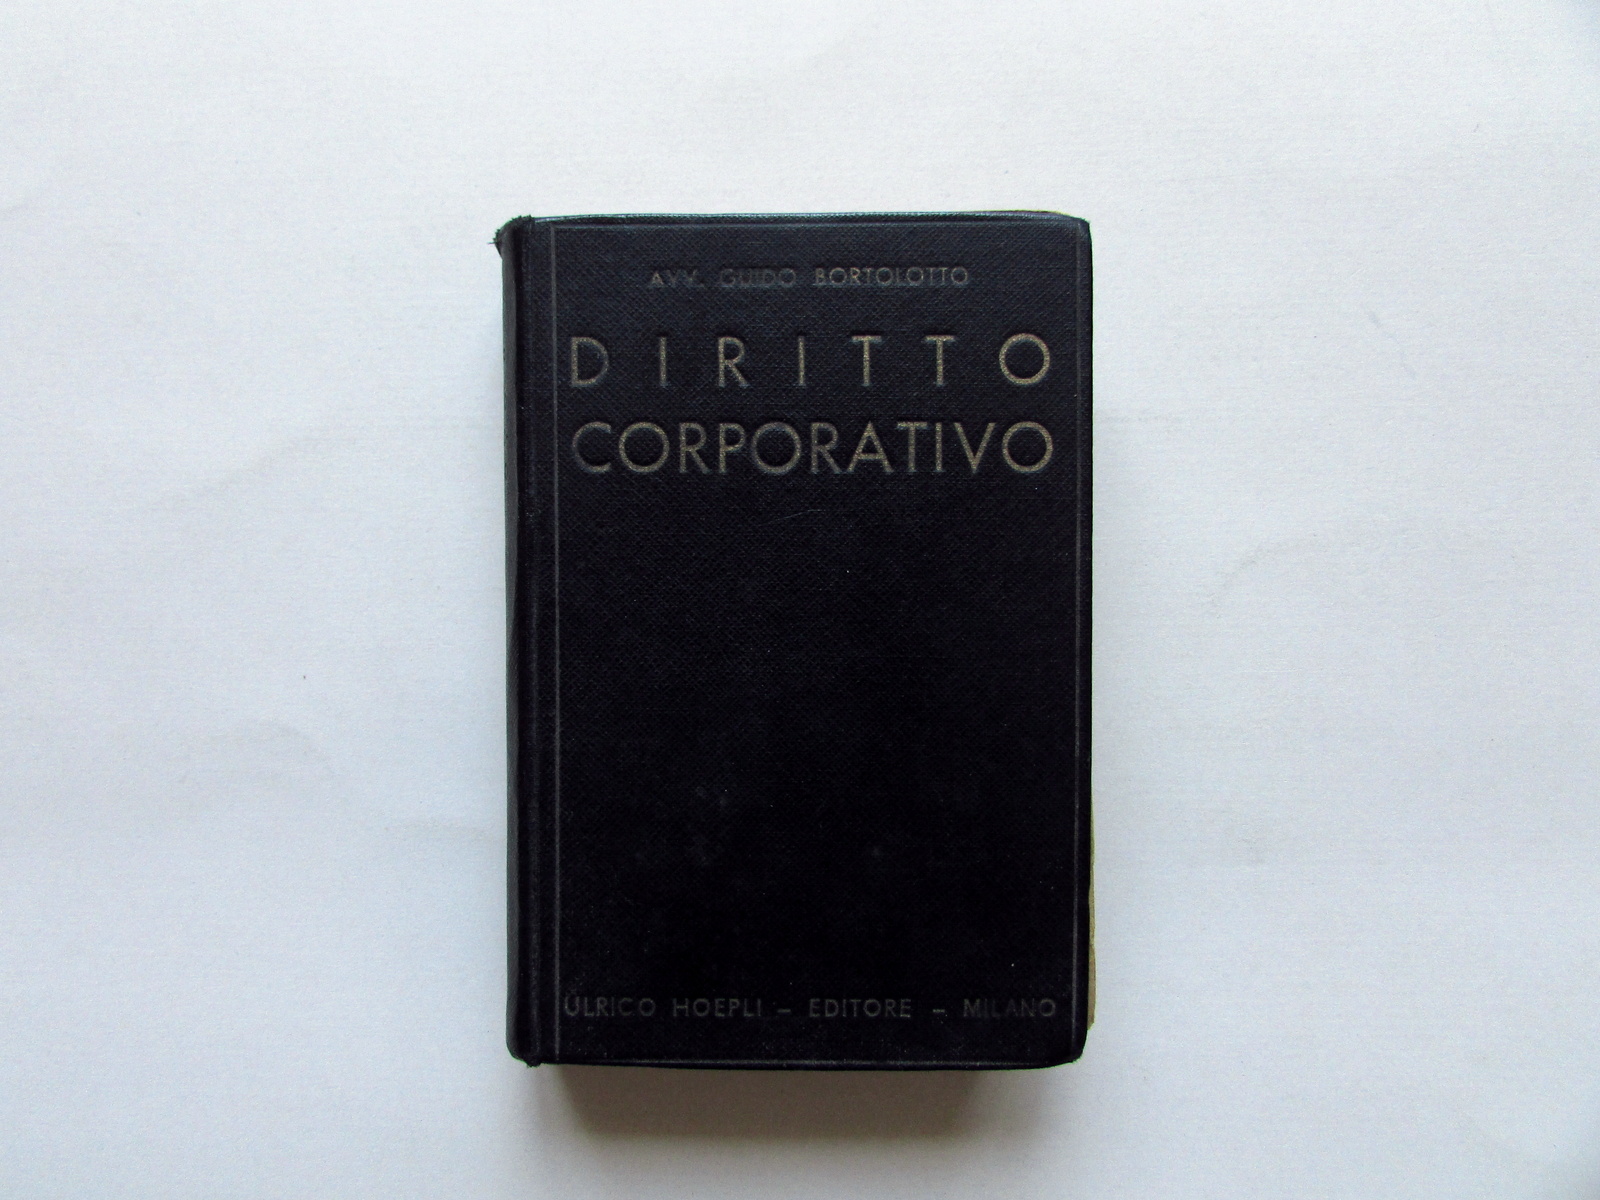 AVV. GUIDO BORTOLOTTO
DIRITTO
CORPORATIVO
ULRICO HOEPLI – EDITORE – MILANO